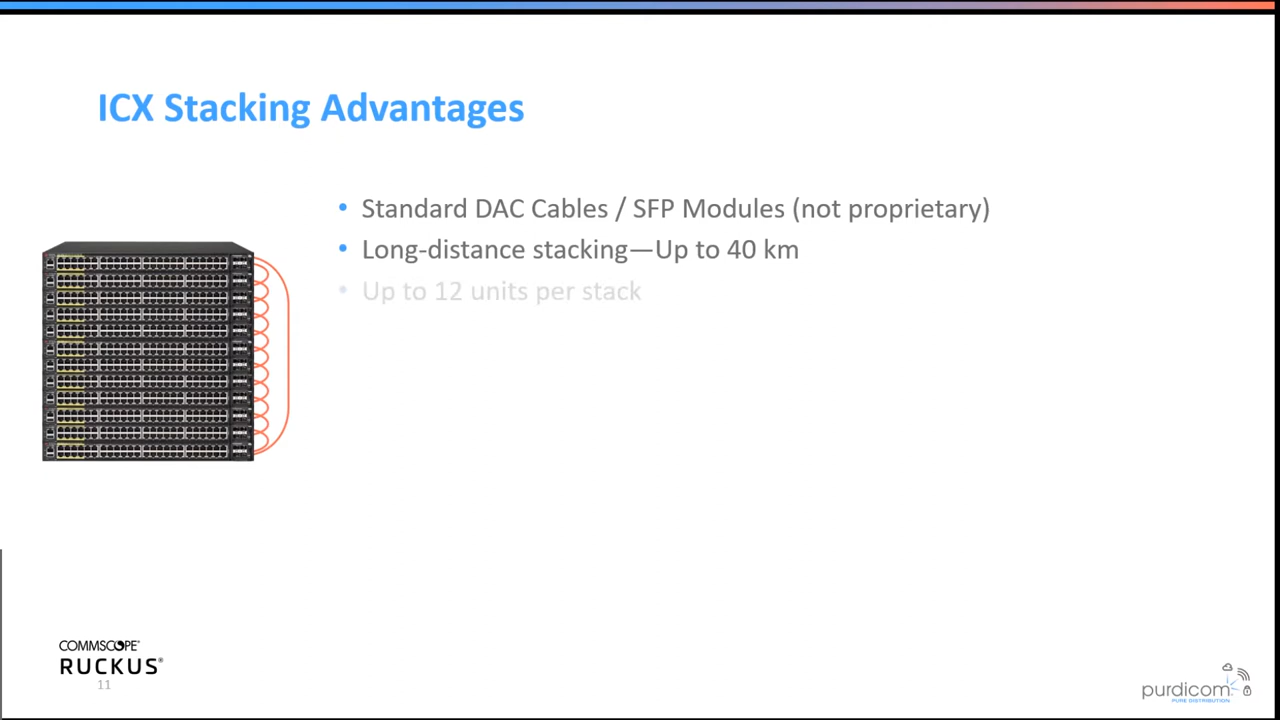 ICX Stacking Advantages
• Standard DAC Cables / SFP Modules (not proprietary)
• Long-distance stacking—Up to 40 km
• Up to 12 units per stack
COMMSCOPE®
RUCKUS®
11
purdicom
PURE DISTRIBUTION